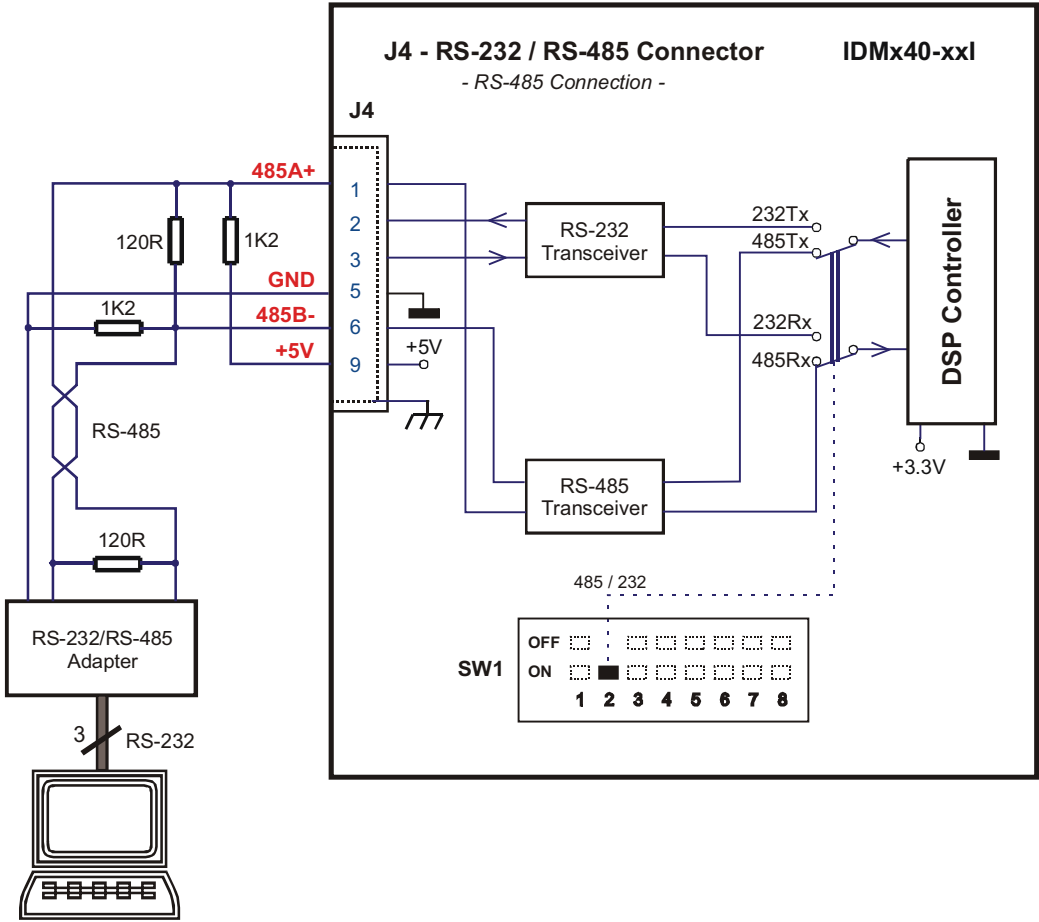 J4 - RS-232 / RS-485 Connector
IDMx40-xxI
- RS-485 Connection -
J4
485A+
1
2
3
5
6
9
120R
1K2
GND
1K2
485B-
+5V
+5V
RS-232
Transceiver
232Tx
485Tx
232Rx
485Rx
DSP Controller
+3.3V
RS-485
RS-485
Transceiver
120R
485 / 232
RS-232/RS-485
Adapter
SW1
OFF
ON
1 2 3 4 5 6 7 8
3
RS-232